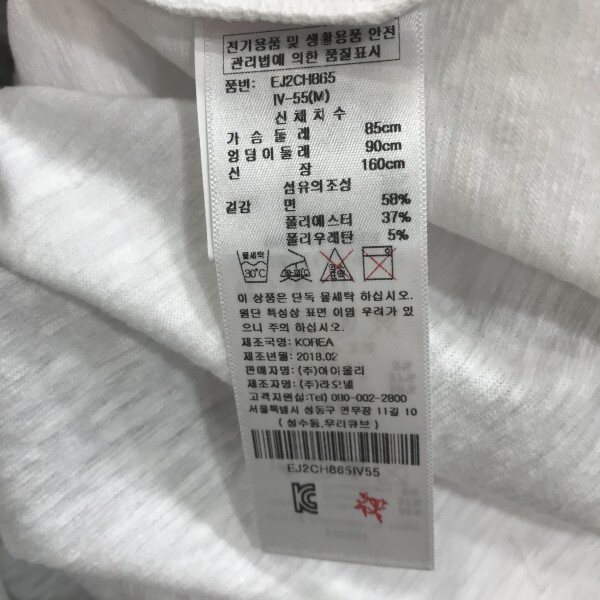 전기용품 및 생활용품 안전
관리법에 의한 품질표시
품번: EJ2CH865
IV-55(M)
신체치수
가슴둘레 85cm
엉덩이둘레 90cm
신 장 160cm
섬유의조성
겉감 면 58%
폴리에스터 37%
폴리우레탄 5%
물세탁
30℃
이 상품은 단독 물세탁 하십시오.
원단 특성상 표면 이염 우려가 있
으니 주의 하십시오.
제조국명: KOREA
제조년월: 2018.02
판매자명: (주)아이올리
제조자명: (주)라오넬
고객지원실:Tel) 080-002-2800
서울특별시 성동구 연무장 11길 10
(성수동,우리큐브)
EJ2CH865IV55